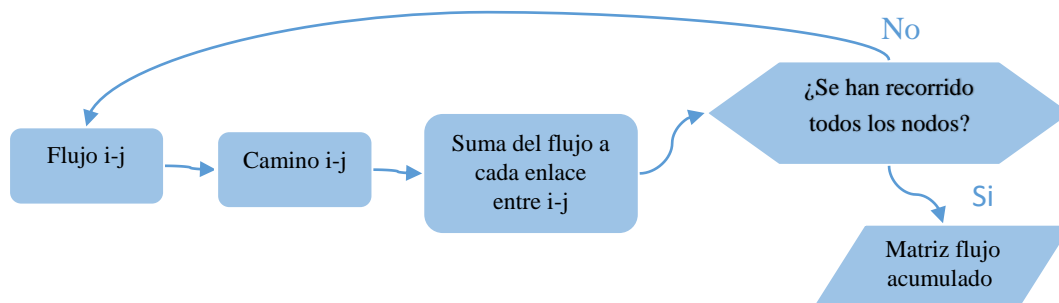 No
¿Se han recorrido
todos los nodos?
Flujo i-j
Camino i-j
Suma del flujo a
cada enlace
entre i-j
Si
Matriz flujo
acumulado